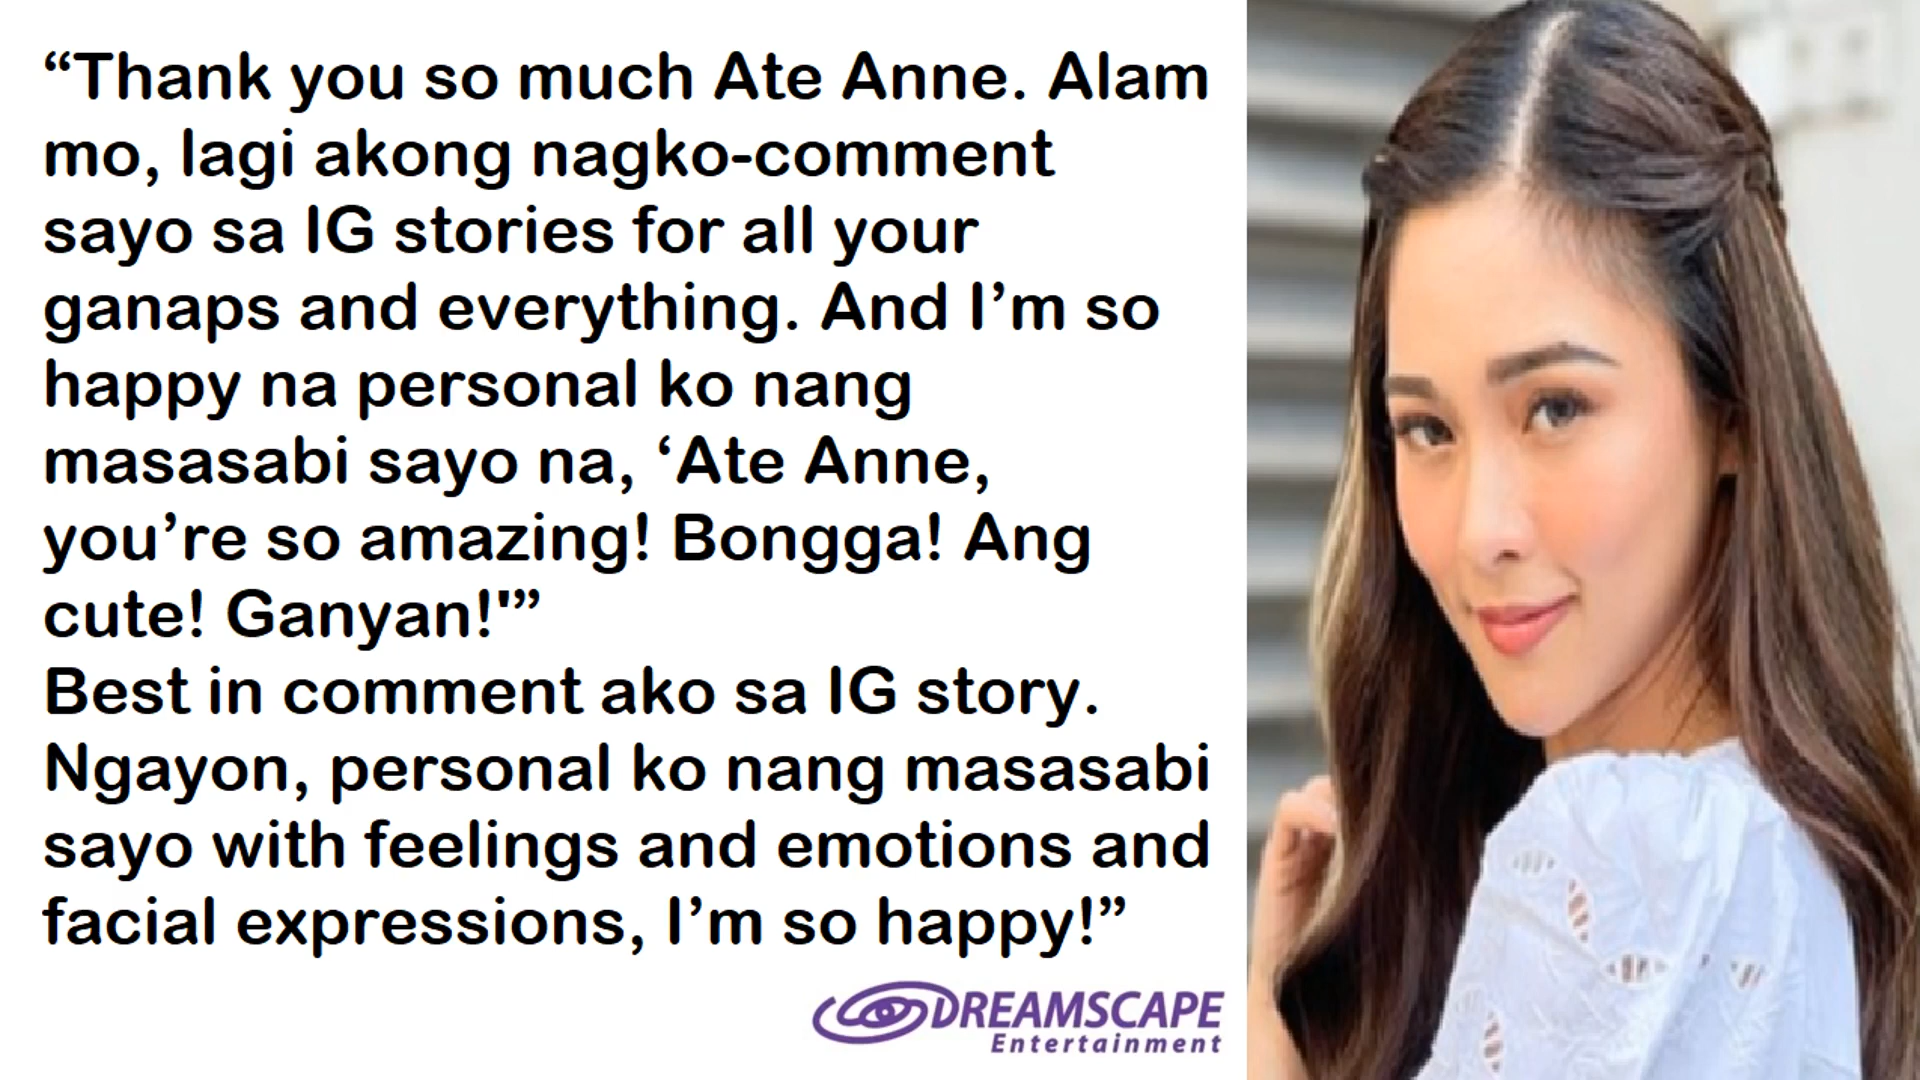 “Thank you so much Ate Anne. Alam
mo, lagi akong nagko-comment
sayo sa IG stories for all your
ganaps and everything. And I’m so
happy na personal ko nang
masasabi sayo na, ‘Ate Anne,
you’re so amazing! Bongga! Ang
cute! Ganyan!'”
Best in comment ako sa IG story.
Ngayon, personal ko nang masasabi
sayo with feelings and emotions and
facial expressions, I’m so happy!”
DREAMSCAPE
Entertainment